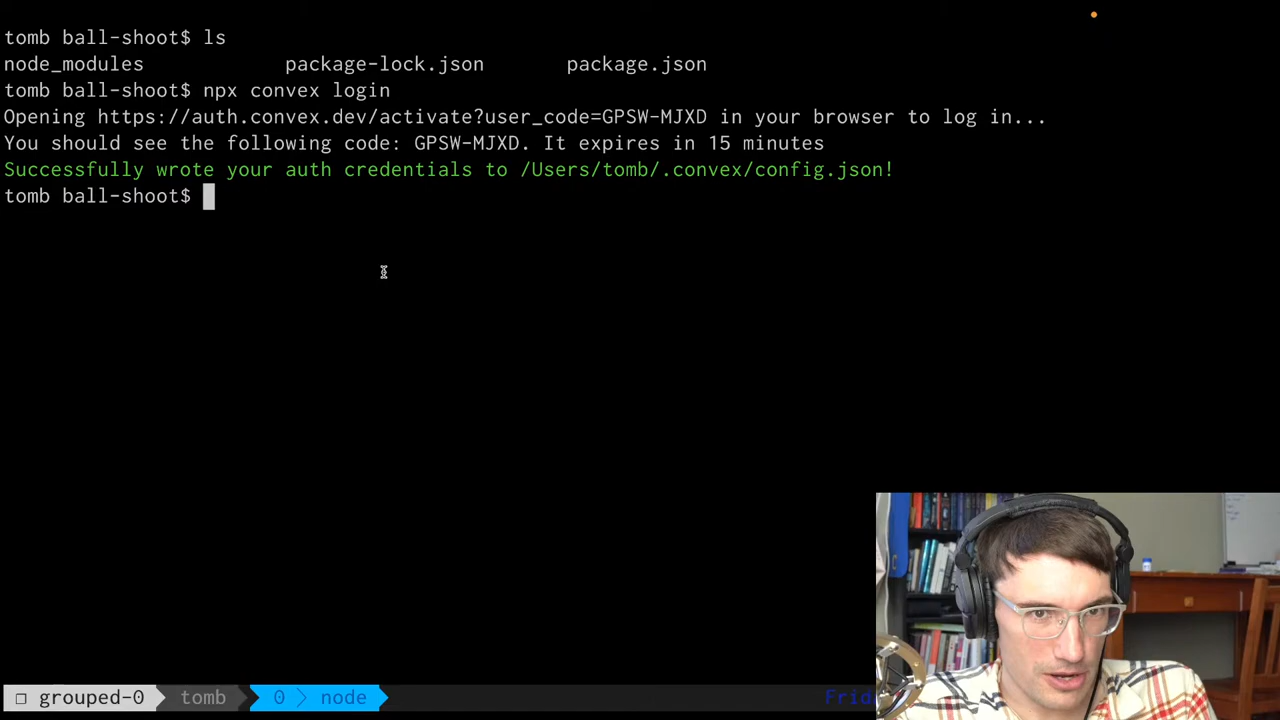 tomb ball-shoot$ ls
node_modules package-lock.json package.json
tomb ball-shoot$ npx convex login
Opening https://auth.convex.dev/activate?user_code=GPSW-MJXD in your browser to log in...
You should see the following code: GPSW-MJXD. It expires in 15 minutes
Successfully wrote your auth credentials to /Users/tomb/.convex/config.json!
tomb ball-shoot$
grouped-0 tomb 0 node